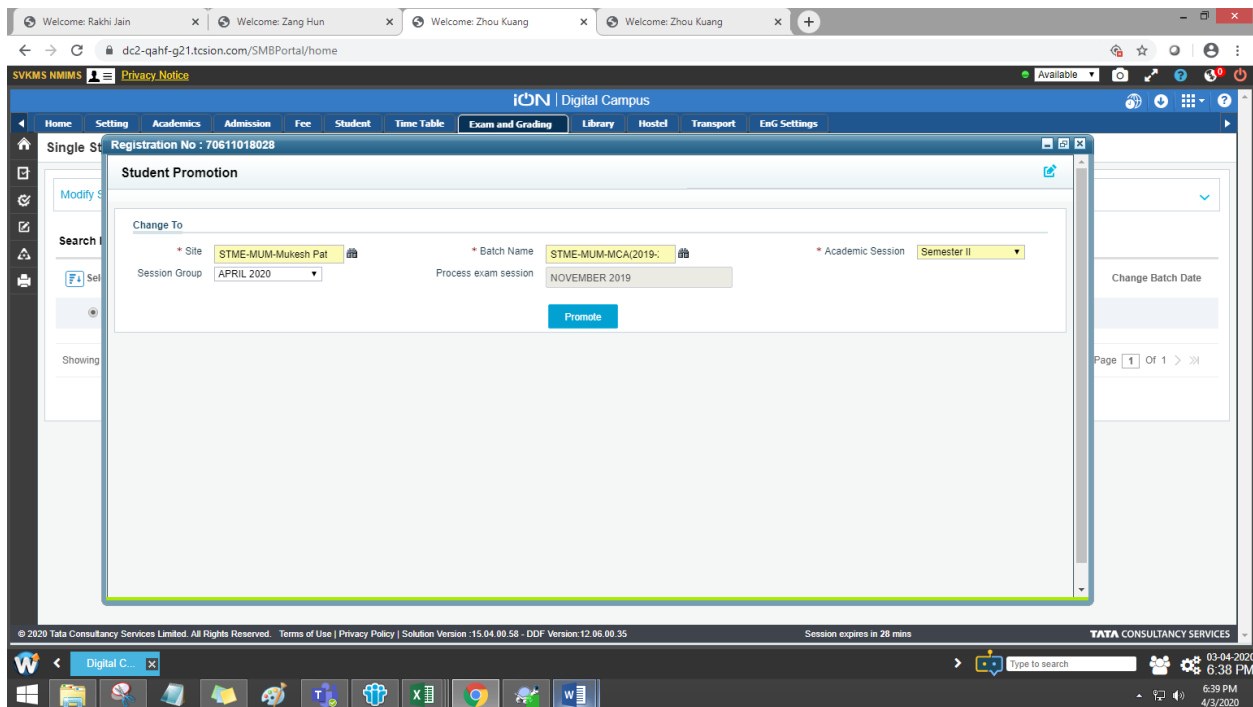 Welcome: Rakhi Jain Welcome: Zang Hun Welcome: Zhou Kuang Welcome: Zhou Kuang
dc2-qahf-g21.tcsion.com/SMBPortal/home
SVKMS NMIMS Privacy Notice Available 0
iON | Digital Campus
Home Setting Academics Admission Fee Student Time Table Exam and Grading Library Hostel Transport EnG Settings
Single St Registration No : 70611018028
Student Promotion
Modify S
Change To
Search
* Site STME-MUM-Mukesh Pat * Batch Name STME-MUM-MCA(2019-: * Academic Session Semester II
Session Group APRIL 2020 Process exam session NOVEMBER 2019
Sel Change Batch Date
Promote
Showing Page 1 Of 1
© 2020 Tata Consultancy Services Limited. All Rights Reserved. Terms of Use | Privacy Policy | Solution Version :15.04.00.58 - DDF Version:12.06.00.35 Session expires in 28 mins TATA CONSULTANCY SERVICES
Digital C... Type to search 03-04-2020
6:38 PM
6:39 PM
4/3/2020